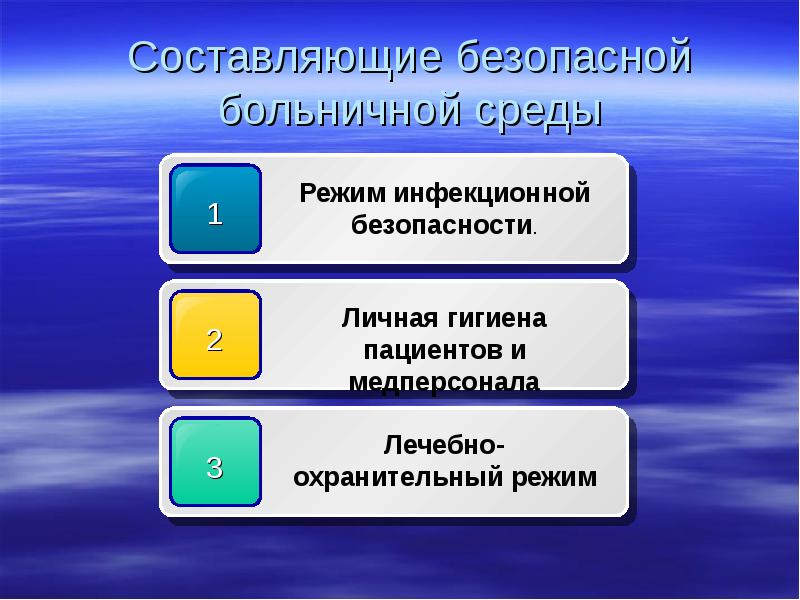 Составляющие безопасной
больничной среды
1
Режим инфекционной
безопасности.
2
Личная гигиена
пациентов и
медперсонала
3
Лечебно-
охранительный режим